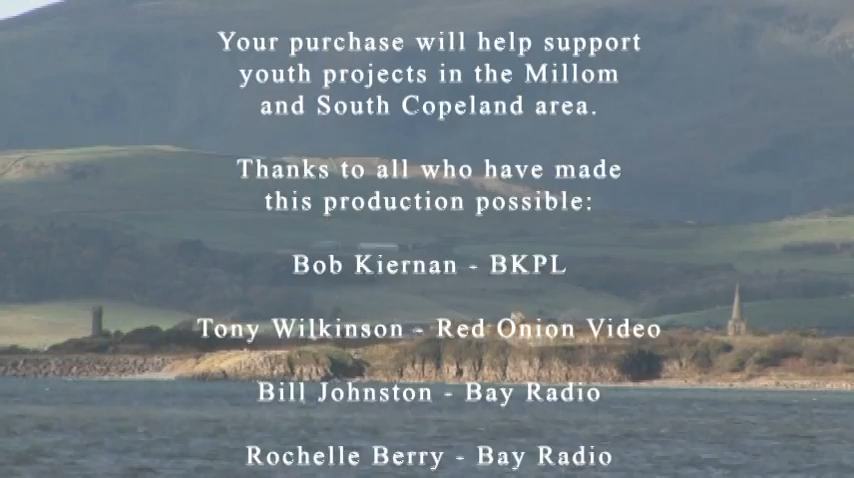 Your purchase will help support
youth projects in the Millom
and South Copeland area.
Thanks to all who have made
this production possible:
Bob Kiernan - BKPL
Tony Wilkinson - Red Onion Video
Bill Johnston - Bay Radio
Rochelle Berry - Bay Radio